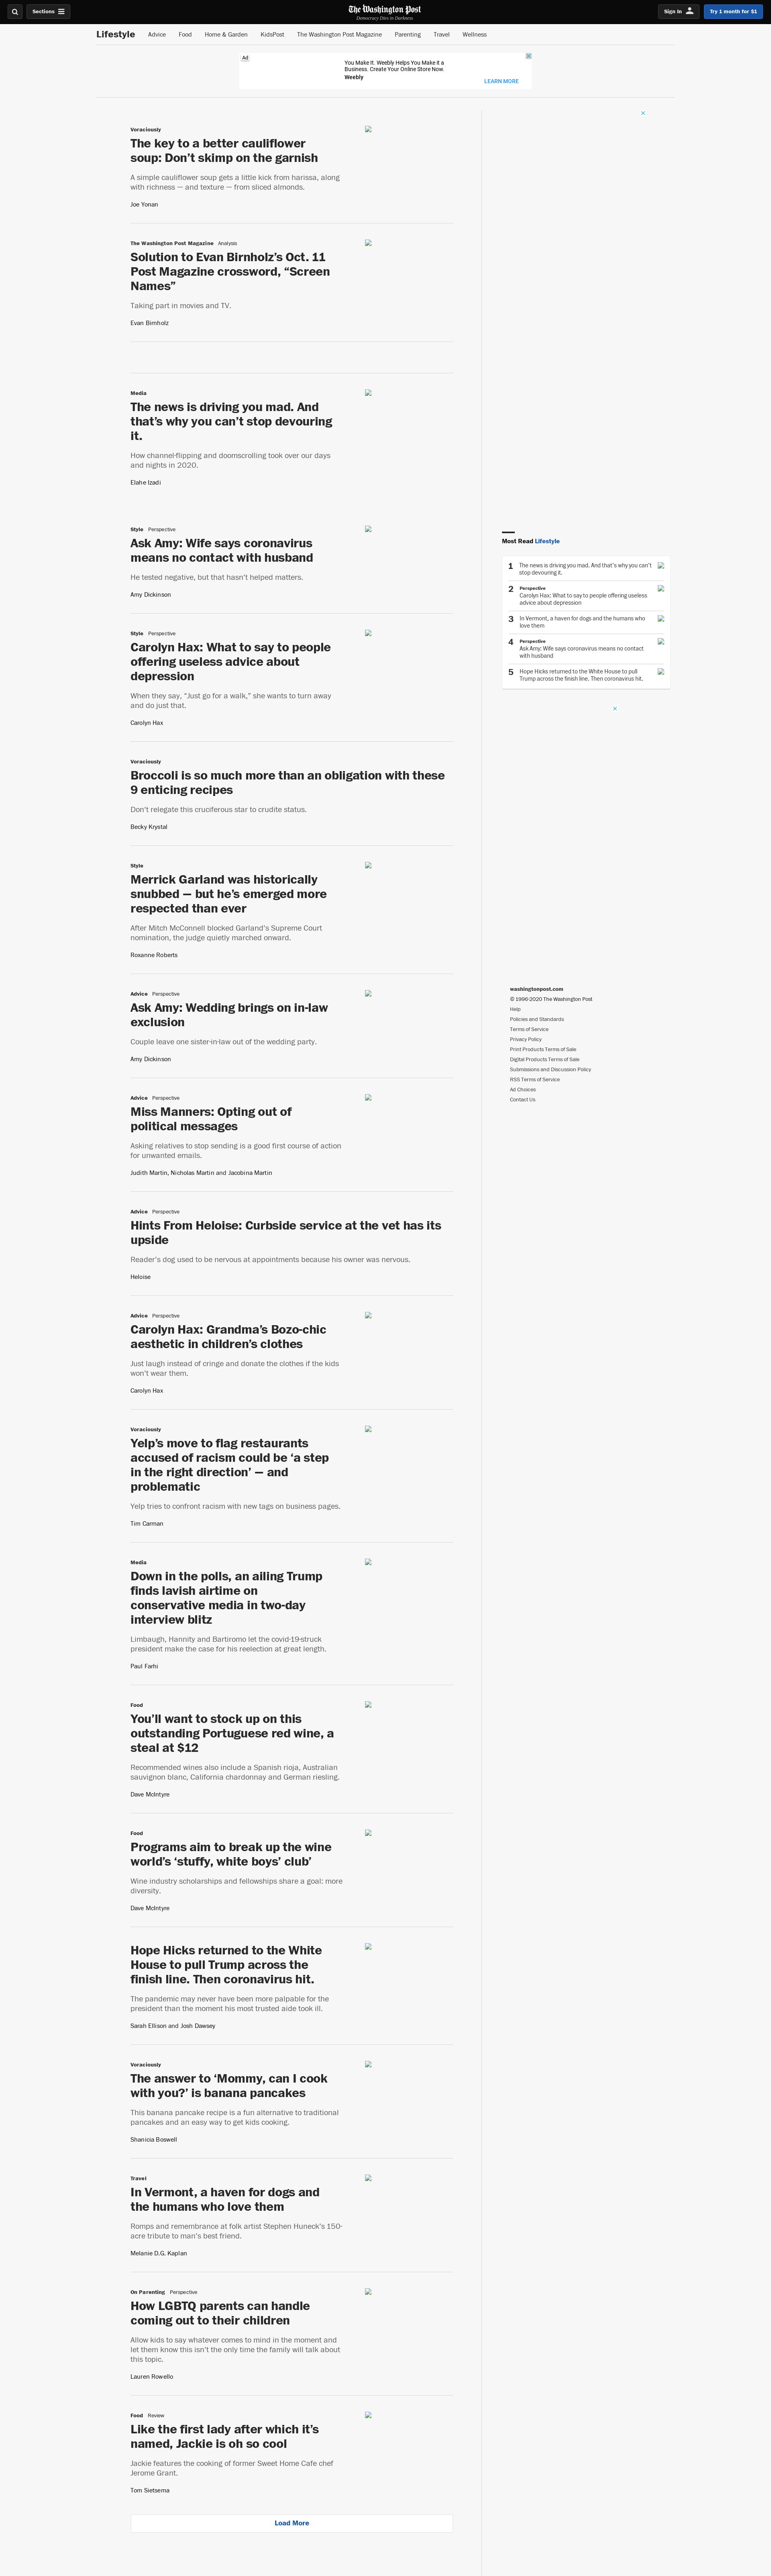 Sections
The Washington Post
Democracy Dies in Darkness
Sign In
Try 1 month for $1
Lifestyle
Advice
Food
Home & Garden
KidsPost
The Washington Post Magazine
Parenting
Travel
Wellness
Ad
You Make It. Weebly Helps You Make it a
Business. Create Your Online Store Now.
Weebly
LEARN MORE
Voraciously
The key to a better cauliflower
soup: Don’t skimp on the garnish
A simple cauliflower soup gets a little kick from harissa, along
with richness — and texture — from sliced almonds.
Joe Yonan
The Washington Post Magazine Analysis
Solution to Evan Birnholz’s Oct. 11
Post Magazine crossword, “Screen
Names”
Taking part in movies and TV.
Evan Birnholz
Media
The news is driving you mad. And
that’s why you can’t stop devouring
it.
How channel-flipping and doomscrolling took over our days
and nights in 2020.
Elahe Izadi
Style Perspective
Ask Amy: Wife says coronavirus
means no contact with husband
He tested negative, but that hasn’t helped matters.
Amy Dickinson
Style Perspective
Carolyn Hax: What to say to people
offering useless advice about
depression
When they say, “Just go for a walk,” she wants to turn away
and do just that.
Carolyn Hax
Voraciously
Broccoli is so much more than an obligation with these
9 enticing recipes
Don’t relegate this cruciferous star to crudite status.
Becky Krystal
Style
Merrick Garland was historically
snubbed — but he’s emerged more
respected than ever
After Mitch McConnell blocked Garland’s Supreme Court
nomination, the judge quietly marched onward.
Roxanne Roberts
Advice Perspective
Ask Amy: Wedding brings on in-law
exclusion
Couple leave one sister-in-law out of the wedding party.
Amy Dickinson
Advice Perspective
Miss Manners: Opting out of
political messages
Asking relatives to stop sending is a good first course of action
for unwanted emails.
Judith Martin, Nicholas Martin and Jacobina Martin
Advice Perspective
Hints From Heloise: Curbside service at the vet has its
upside
Reader’s dog used to be nervous at appointments because his owner was nervous.
Heloise
Advice Perspective
Carolyn Hax: Grandma’s Bozo-chic
aesthetic in children’s clothes
Just laugh instead of cringe and donate the clothes if the kids
won’t wear them.
Carolyn Hax
Voraciously
Yelp’s move to flag restaurants
accused of racism could be ‘a step
in the right direction’ — and
problematic
Yelp tries to confront racism with new tags on business pages.
Tim Carman
Media
Down in the polls, an ailing Trump
finds lavish airtime on
conservative media in two-day
interview blitz
Limbaugh, Hannity and Bartiromo let the covid-19-struck
president make the case for his reelection at great length.
Paul Farhi
Food
You’ll want to stock up on this
outstanding Portuguese red wine, a
steal at $12
Recommended wines also include a Spanish rioja, Australian
sauvignon blanc, California chardonnay and German riesling.
Dave McIntyre
Food
Programs aim to break up the wine
world’s ‘stuffy, white boys’ club’
Wine industry scholarships and fellowships share a goal: more
diversity.
Dave McIntyre
Hope Hicks returned to the White
House to pull Trump across the
finish line. Then coronavirus hit.
The pandemic may never have been more palpable for the
president than the moment his most trusted aide took ill.
Sarah Ellison and Josh Dawsey
Voraciously
The answer to ‘Mommy, can I cook
with you?’ is banana pancakes
This banana pancake recipe is a fun alternative to traditional
pancakes and an easy way to get kids cooking.
Shanicia Boswell
Travel
In Vermont, a haven for dogs and
the humans who love them
Romps and remembrance at folk artist Stephen Huneck’s 150-
acre tribute to man’s best friend.
Melanie D.G. Kaplan
On Parenting Perspective
How LGBTQ parents can handle
coming out to their children
Allow kids to say whatever comes to mind in the moment and
let them know this isn’t the only time the family will talk about
this topic.
Lauren Rowello
Food Review
Like the first lady after which it’s
named, Jackie is oh so cool
Jackie features the cooking of former Sweet Home Cafe chef
Jerome Grant.
Tom Sietsema
Load More
Most Read Lifestyle
1 The news is driving you mad. And that’s why you can’t
stop devouring it.
2 Perspective
Carolyn Hax: What to say to people offering useless
advice about depression
3 In Vermont, a haven for dogs and the humans who
love them
4 Perspective
Ask Amy: Wife says coronavirus means no contact
with husband
5 Hope Hicks returned to the White House to pull
Trump across the finish line. Then coronavirus hit.
washingtonpost.com
© 1996-2020 The Washington Post
Help
Policies and Standards
Terms of Service
Privacy Policy
Print Products Terms of Sale
Digital Products Terms of Sale
Submissions and Discussion Policy
RSS Terms of Service
Ad Choices
Contact Us